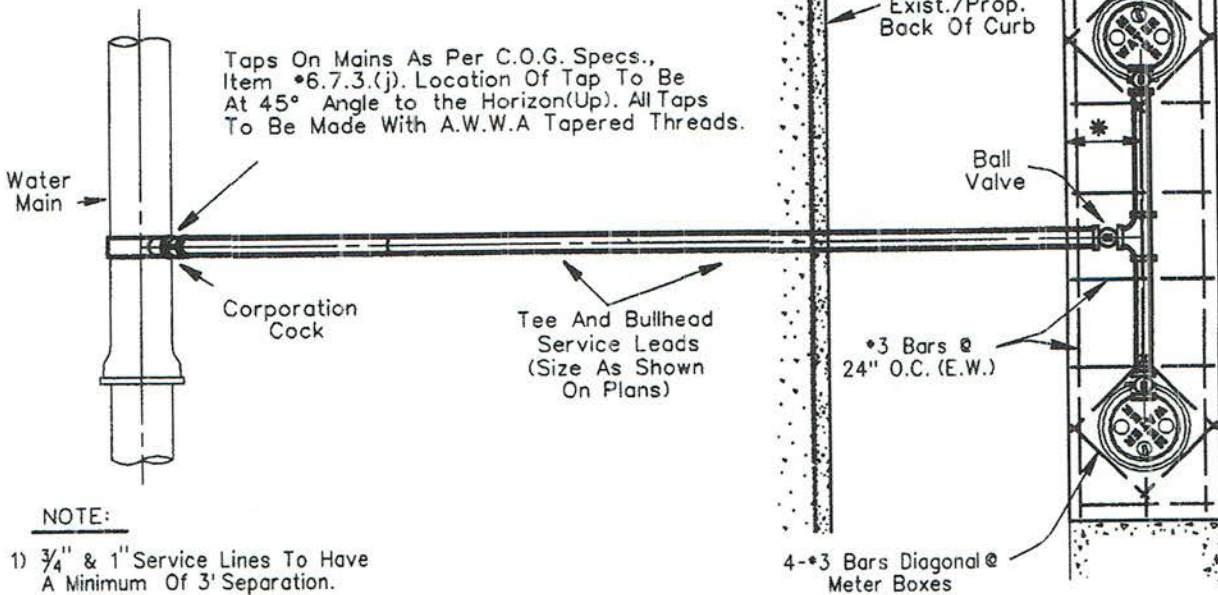 Exist./Prop.
Back Of Curb
Taps On Mains As Per C.O.G. Specs.,
Item #6.7.3.(j). Location Of Tap To Be
At 45° Angle to the Horizon(Up). All Taps
To Be Made With A.W.W.A Tapered Threads.
Water
Main
*
Ball
Valve
Corporation
Cock
Tee And Bullhead
Service Leads
(Size As Shown
On Plans)
#3 Bars @
24" O.C. (E.W.)
NOTE:
1) ¾" & 1" Service Lines To Have
A Minimum Of 3' Separation.
4-#3 Bars Diagonal @
Meter Boxes